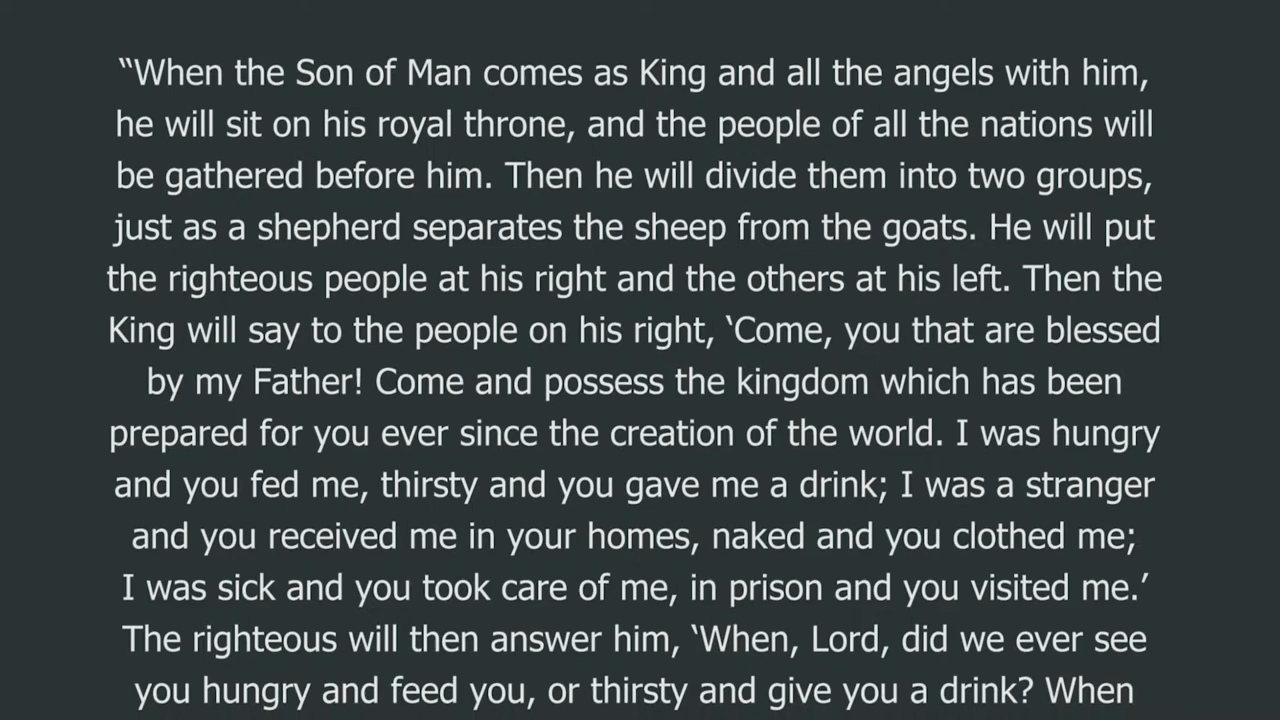 “When the Son of Man comes as King and all the angels with him,
he will sit on his royal throne, and the people of all the nations will
be gathered before him. Then he will divide them into two groups,
just as a shepherd separates the sheep from the goats. He will put
the righteous people at his right and the others at his left. Then the
King will say to the people on his right, ‘Come, you that are blessed
by my Father! Come and possess the kingdom which has been
prepared for you ever since the creation of the world. I was hungry
and you fed me, thirsty and you gave me a drink; I was a stranger
and you received me in your homes, naked and you clothed me;
I was sick and you took care of me, in prison and you visited me.’
The righteous will then answer him, ‘When, Lord, did we ever see
you hungry and feed you, or thirsty and give you a drink? When